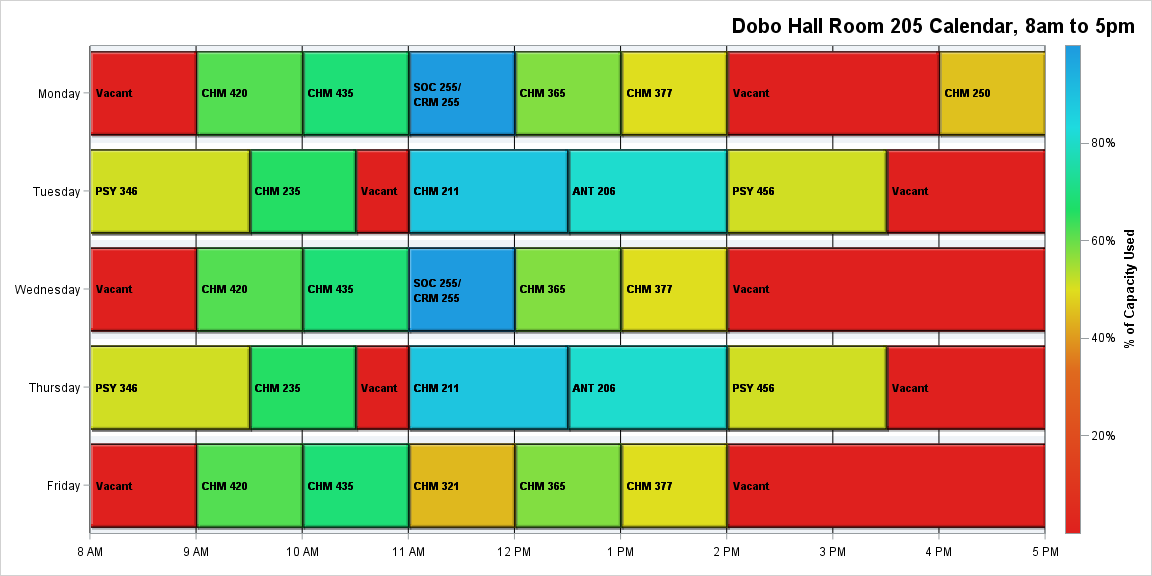 Dobo Hall Room 205 Calendar, 8am to 5pm
Monday
Vacant
CHM 420
CHM 435
SOC 255/
CRM 255
CHM 365
CHM 377
Vacant
CHM 250
Tuesday
PSY 346
CHM 235
Vacant
CHM 211
ANT 206
PSY 456
Vacant
Wednesday
Vacant
CHM 420
CHM 435
SOC 255/
CRM 255
CHM 365
CHM 377
Vacant
Thursday
PSY 346
CHM 235
Vacant
CHM 211
ANT 206
PSY 456
Vacant
Friday
Vacant
CHM 420
CHM 435
CHM 321
CHM 365
CHM 377
Vacant
8 AM
9 AM
10 AM
11 AM
12 PM
1 PM
2 PM
3 PM
4 PM
5 PM
80%
60%
40%
20%
% of Capacity Used